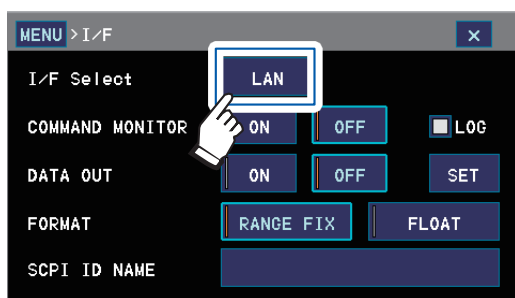 MENU >I/F ×
I/F Select LAN
COMMAND MONITOR ON OFF LOG
DATA OUT ON OFF SET
FORMAT RANGE FIX FLOAT
SCPI ID NAME